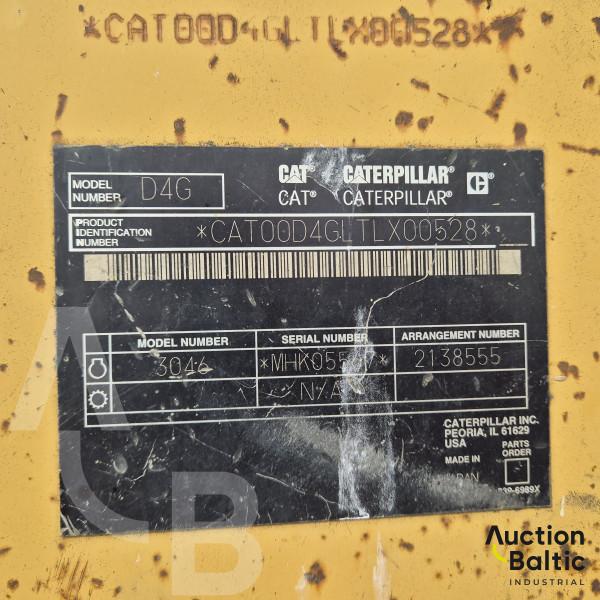 *CAT00D4GLTLX00528*
MODEL NUMBER D4G
CAT CATERPILLAR C
CAT® CATERPILLAR®
PRODUCT IDENTIFICATION NUMBER *CAT00D4GLTLX00528*
MODEL NUMBER SERIAL NUMBER ARRANGEMENT NUMBER
3046 2138555
N/A
CATERPILLAR INC.
PEORIA, IL 61629
USA
PARTS ORDER
MADE IN
AB
Auction
Baltic
INDUSTRIAL